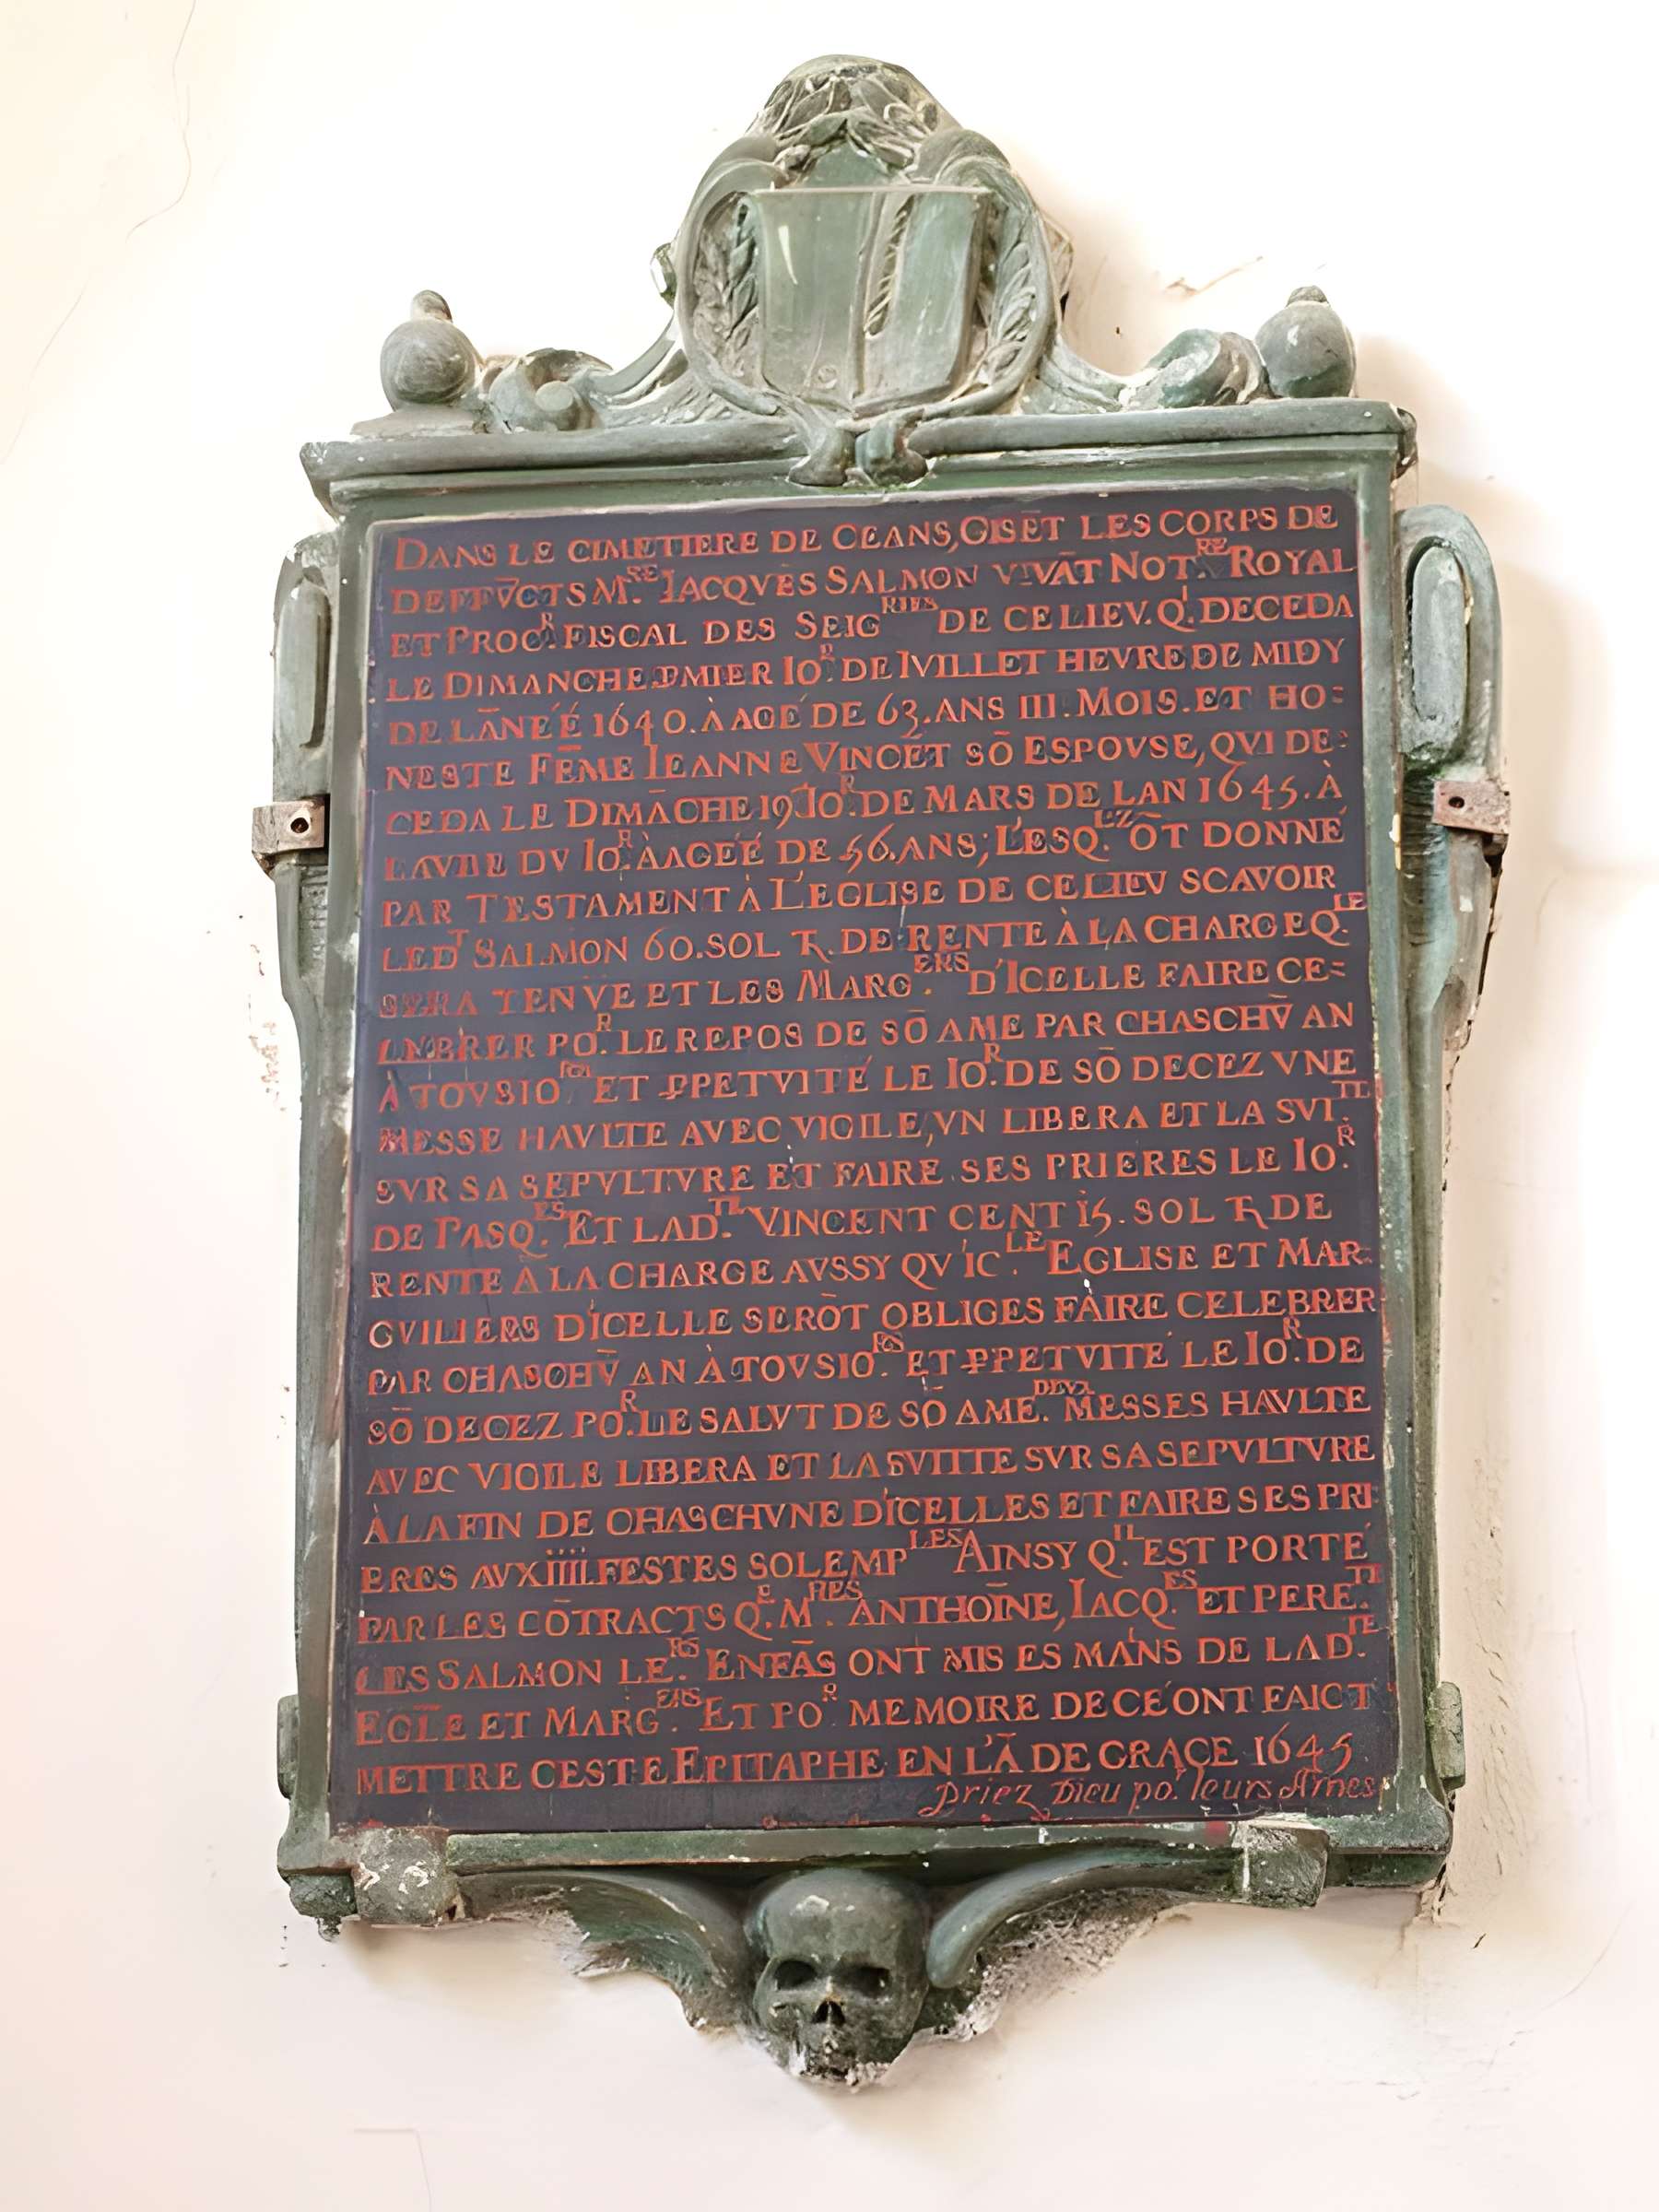 DANS LE CIMETIERE DE CEANS, GISĒT LES CORPS DE
DEFFV̄CTS M.RE IACQVES SALMON VIVĀT NOT.RE ROYAL
ET PROC.R FISCAL DES SEIGRIES DE CE LIEV. Q.I DECEDA
LE DIMANCHE PMIER IO.R DE IVILLET HEVRE DE MIDY
DE LĀNEÉ 1640. À AGÉ DE 63. ANS III. MOIS. ET HO=
NESTE FĒME IEANNE VINCĒT SŌ ESPOVSE, QVI DE=
CEDA LE DIMĀCHE 19. IO.R DE MARS DE LAN 1645. À
LAVIE DV IO.R À AGEÉ DE 56. ANS; LESQ.LZ ŌT DONNÉ
PAR TESTAMENT À L'EGLISE DE CE LIEV SCAVOIR
LEDT SALMON 60. SOL T. DE RENTE À LA CHARGE Q.LE
SERA TENVE ET LES MARG.ERS D'ICELLE FAIRE CE=
LEBRER PO.R LE REPOS DE SŌ AME PAR CHASCHV̄ AN
À TOVSIO.RS ET PPETVITÉ LE IO.R DE SŌ DECEZ VNE
MESSE HAVLTE AVEC VIGILE, VN LIBERA ET LA SVI.TE
SVR SA SEPVLTVRE ET FAIRE SES PRIERES LE IO.R
DE PASQ.ES ET LAD.TE VINCENT CENT 15. SOL T. DE
RENTE À LA CHARGE AVSSY QV'IC.LE EGLISE ET MAR-
GVILIERS D'ICELLE SERŌT OBLIGES FAIRE CELEBRER
PAR CHASCHV̄ AN À TOVSIO.RS ET PPETVITÉ LE IO.R DE
SŌ DECEZ PO.R LE SALVT DE SŌ AME. DEVX MESSES HAVLTE
AVEC VIGILE LIBERA ET LA SVITTE SVR SA SEPVLTVRE
À LA FIN DE CHASCHVNE D'ICELLES ET FAIRE SES PRI-
ERES AVX IIII. FESTES SOLEMPLES AINSY Q.IL EST PORTÉ
PAR LES CŌTRACTS Q.E M.RES ANTHOINE, IACQ.ES ET PERE.TE
LES SALMON LE.RS ENFĀS ONT MIS ES MAINS DE LAD.TE
EGLE ET MARG.ERS ET PO.R MEMOIRE DE CE ONT FAICT
METTRE CESTE EPITAPHE EN L'Ā DE GRACE 1645
Priez Dieu po.r leurs Ames